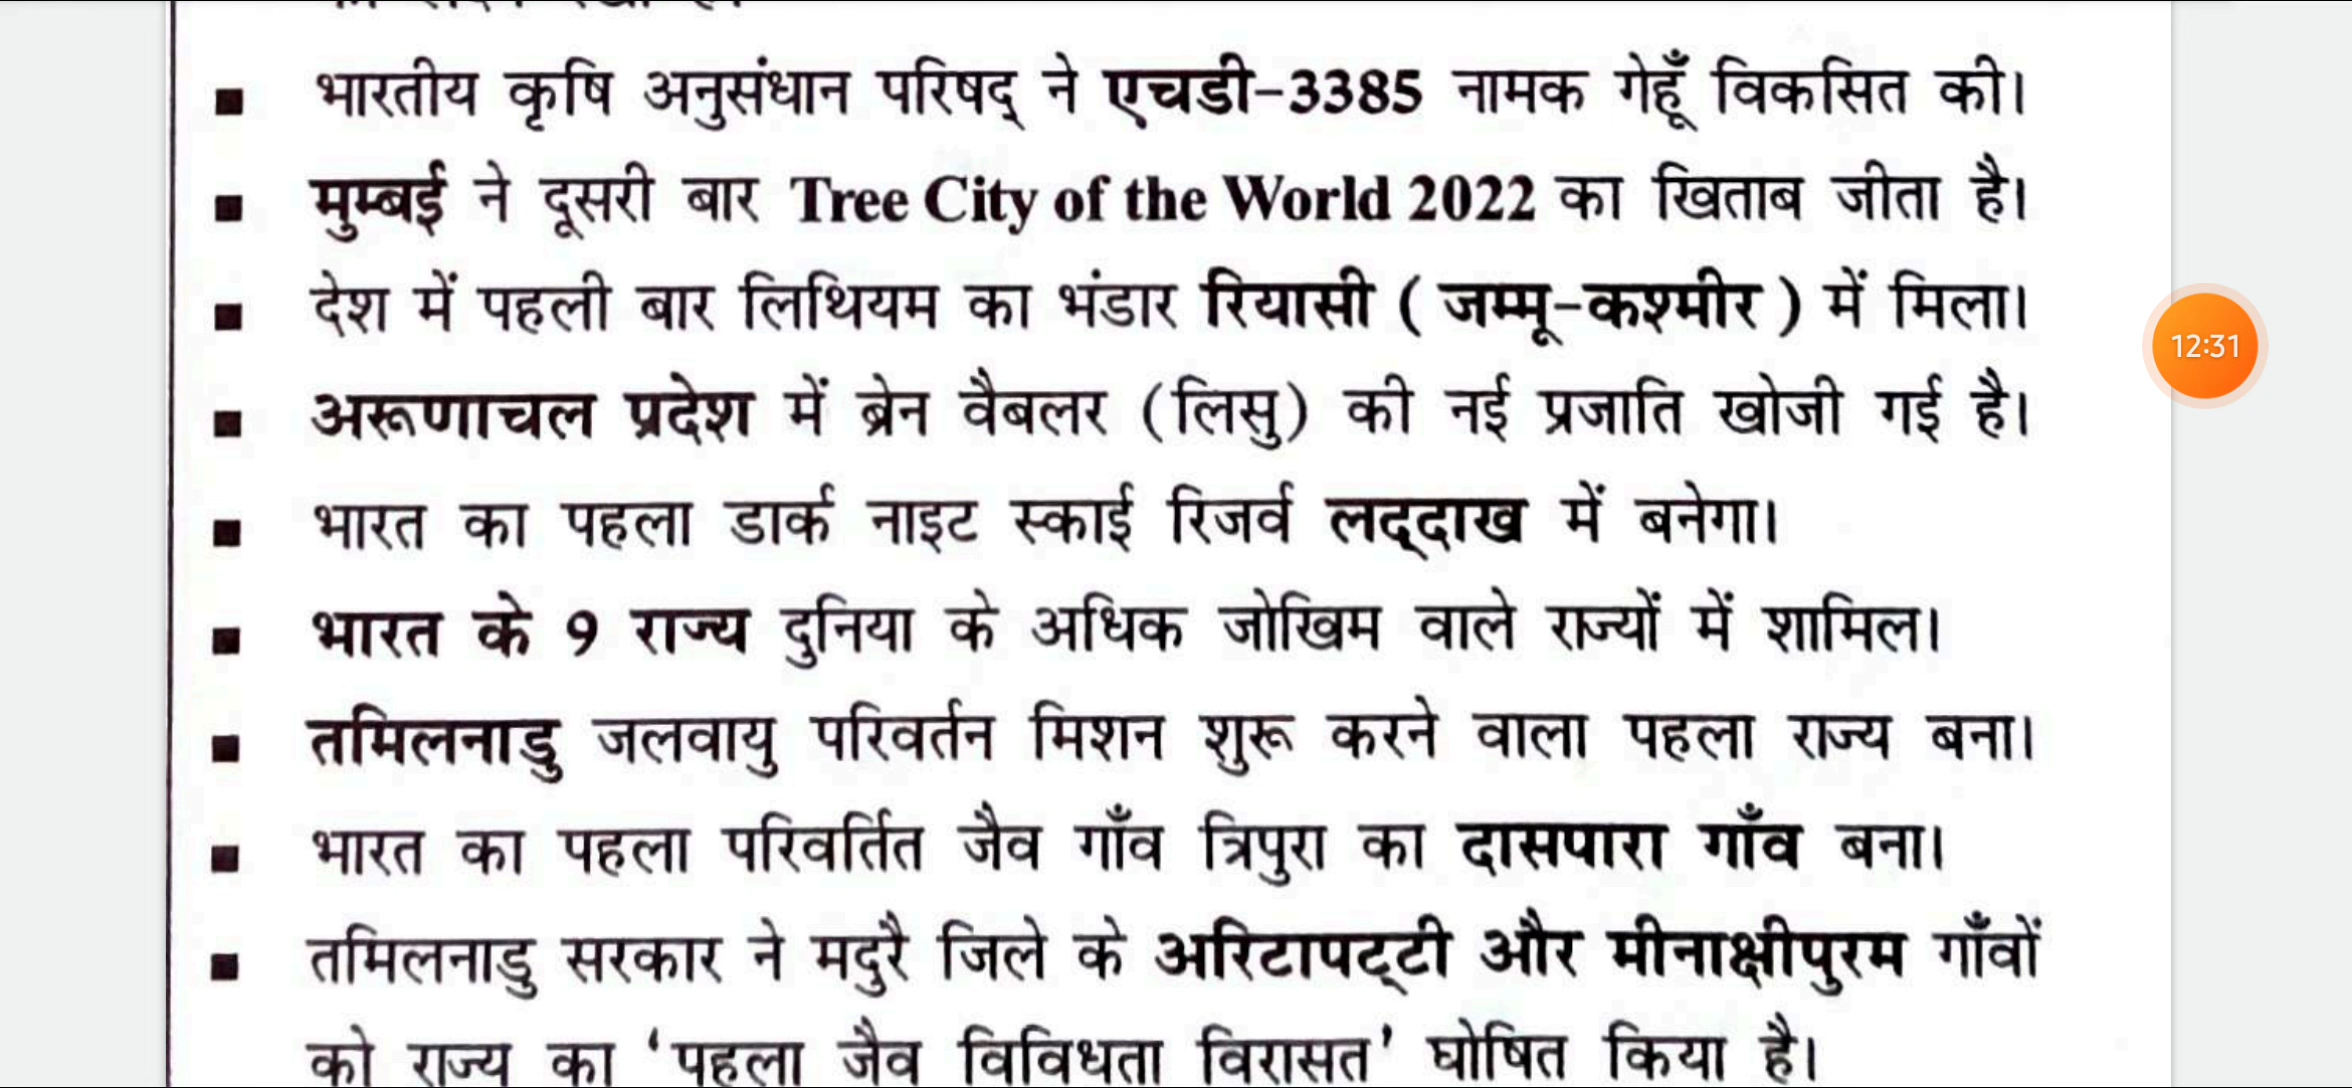 ■ भारतीय कृषि अनुसंधान परिषद् ने एचडी-3385 नामक गेहूँ विकसित की।
■ मुम्बई ने दूसरी बार Tree City of the World 2022 का खिताब जीता है।
■ देश में पहली बार लिथियम का भंडार रियासी ( जम्मू-कश्मीर ) में मिला।
12:31
■ अरूणाचल प्रदेश में ब्रेन वैबलर (लिसु) की नई प्रजाति खोजी गई है।
■ भारत का पहला डार्क नाइट स्काई रिजर्व लद्दाख में बनेगा।
■ भारत के 9 राज्य दुनिया के अधिक जोखिम वाले राज्यों में शामिल।
■ तमिलनाडु जलवायु परिवर्तन मिशन शुरू करने वाला पहला राज्य बना।
■ भारत का पहला परिवर्तित जैव गाँव त्रिपुरा का दासपारा गाँव बना।
■ तमिलनाडु सरकार ने मदुरै जिले के अरिटापट्टी और मीनाक्षीपुरम गाँवों
को राज्य का ‘पहला जैव विविधता विरासत’ घोषित किया है।